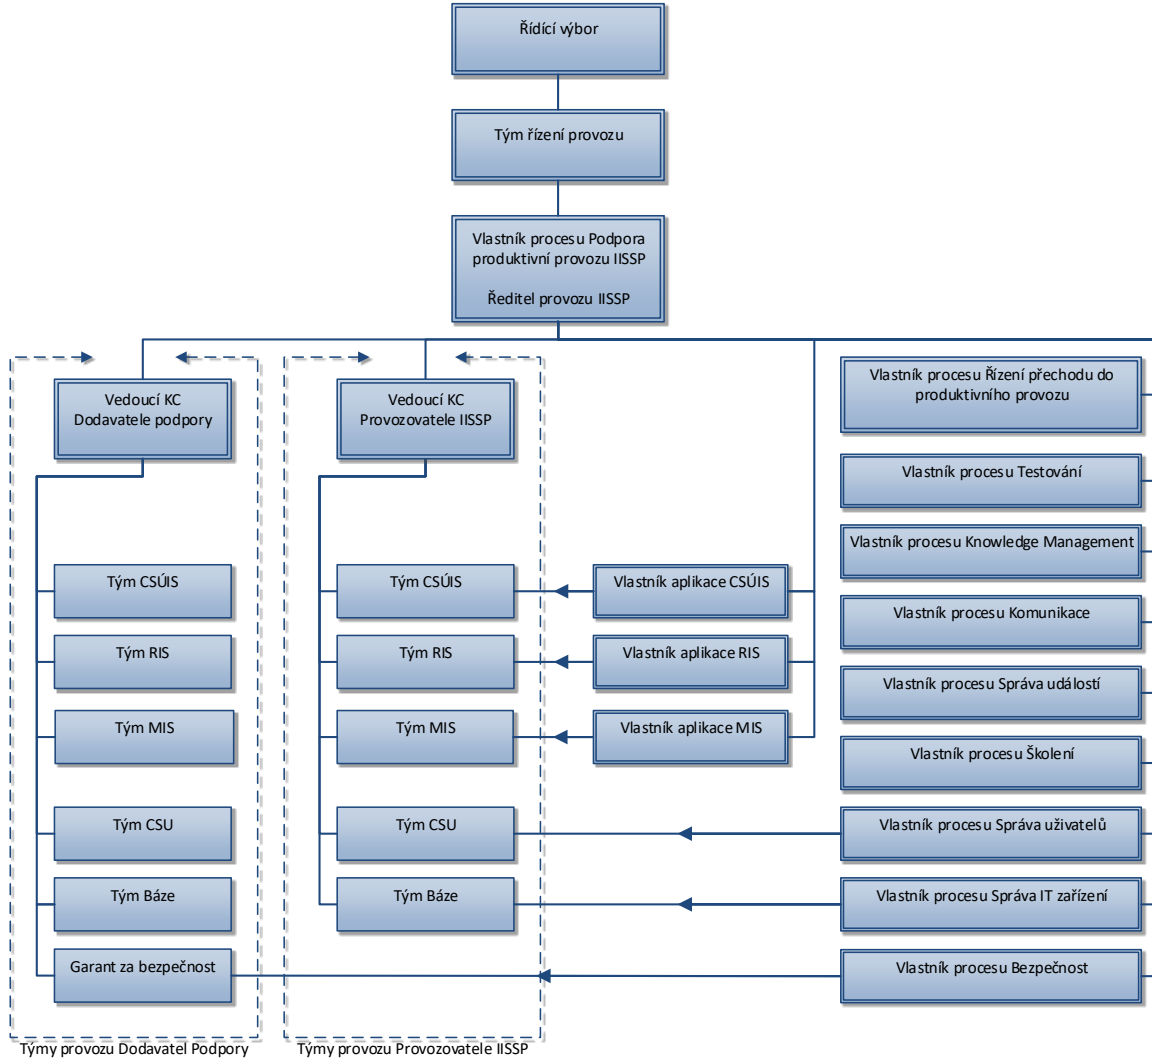 Řídící výbor
Tým řízení provozu
Vlastník procesu Podpora
produktivní provozu IISSP
Ředitel provozu IISSP
Vedoucí KC
Dodavatele podpory
Vedoucí KC
Provozovatele IISSP
Vlastník procesu Řízení přechodu do
produktivního provozu
Vlastník procesu Testování
Vlastník procesu Knowledge Management
Tým CSÚIS
Tým CSÚIS
Vlastník aplikace CSÚIS
Vlastník procesu Komunikace
Tým RIS
Tým RIS
Vlastník aplikace RIS
Vlastník procesu Správa událostí
Tým MIS
Tým MIS
Vlastník aplikace MIS
Vlastník procesu Školení
Tým CSU
Tým CSU
Vlastník procesu Správa uživatelů
Tým Báze
Tým Báze
Vlastník procesu Správa IT zařízení
Garant za bezpečnost
Vlastník procesu Bezpečnost
Týmy provozu Dodavatel Podpory
Týmy provozu Provozovatele IISSP